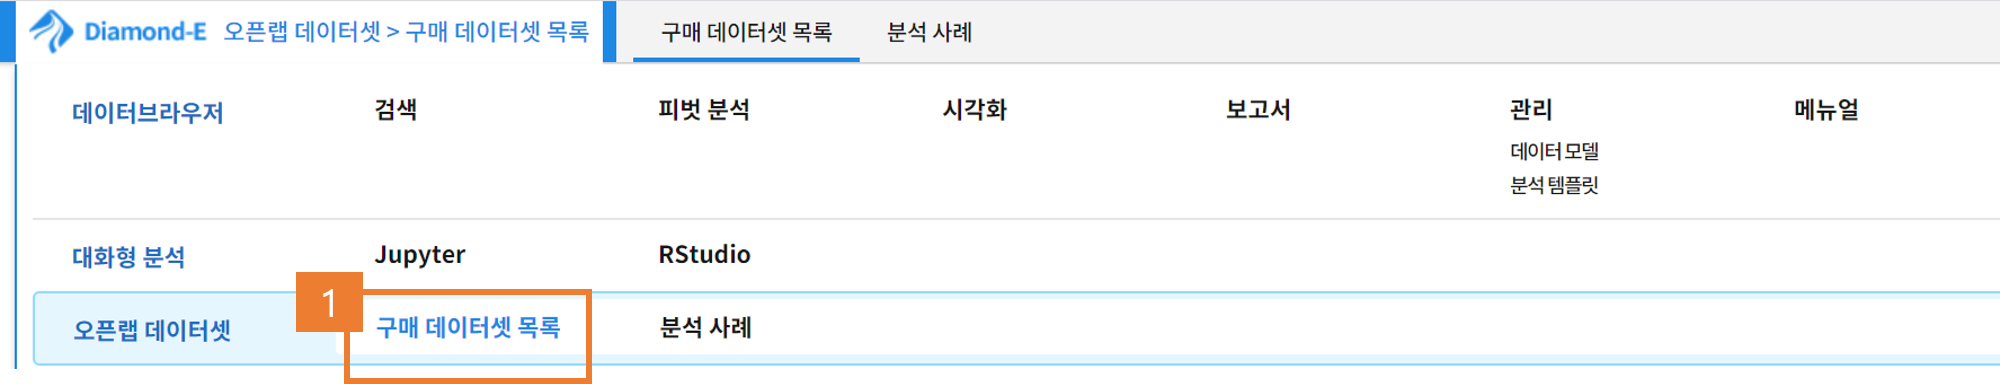 Diamond-E 오픈랩 데이터셋 > 구매 데이터셋 목록 구매 데이터셋 목록 분석 사례
데이터브라우저 검색 피벗 분석 시각화 보고서 관리 메뉴얼
데이터 모델
분석 템플릿
대화형 분석 Jupyter RStudio
1
오픈랩 데이터셋 구매 데이터셋 목록 분석 사례